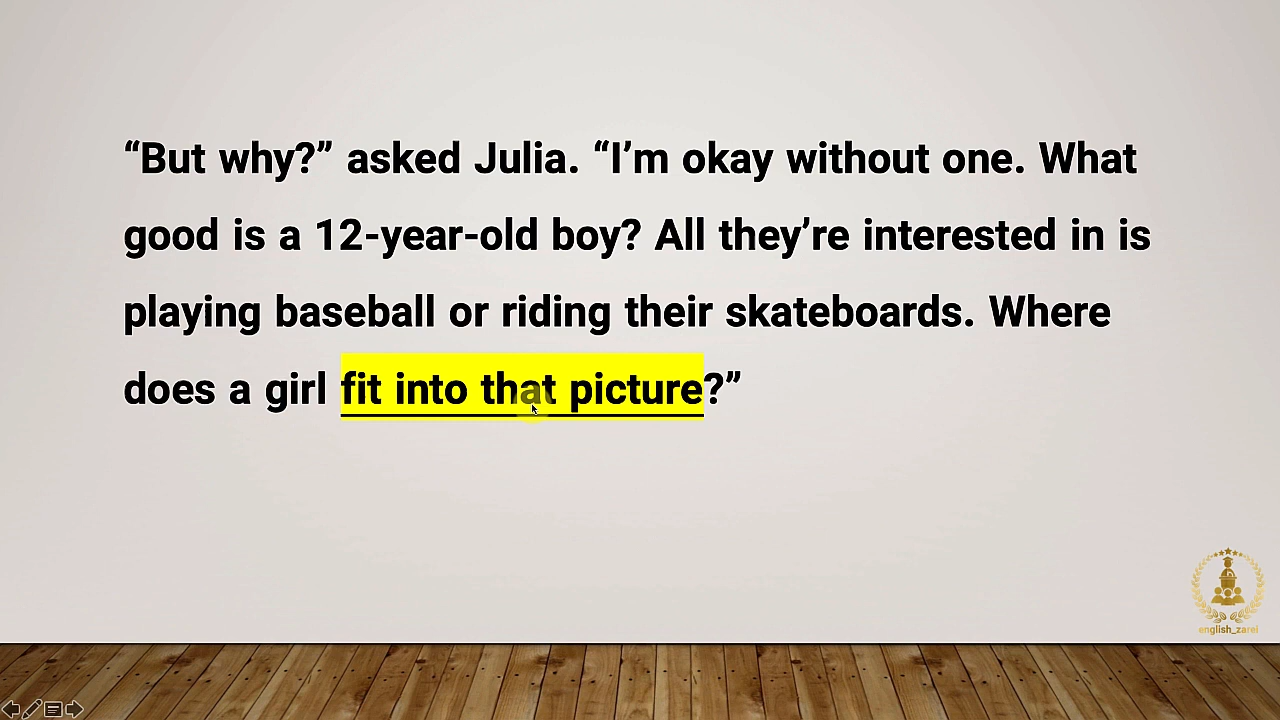 “But why?” asked Julia. “I’m okay without one. What
good is a 12-year-old boy? All they’re interested in is
playing baseball or riding their skateboards. Where
does a girl fit into that picture?”
english_zarei